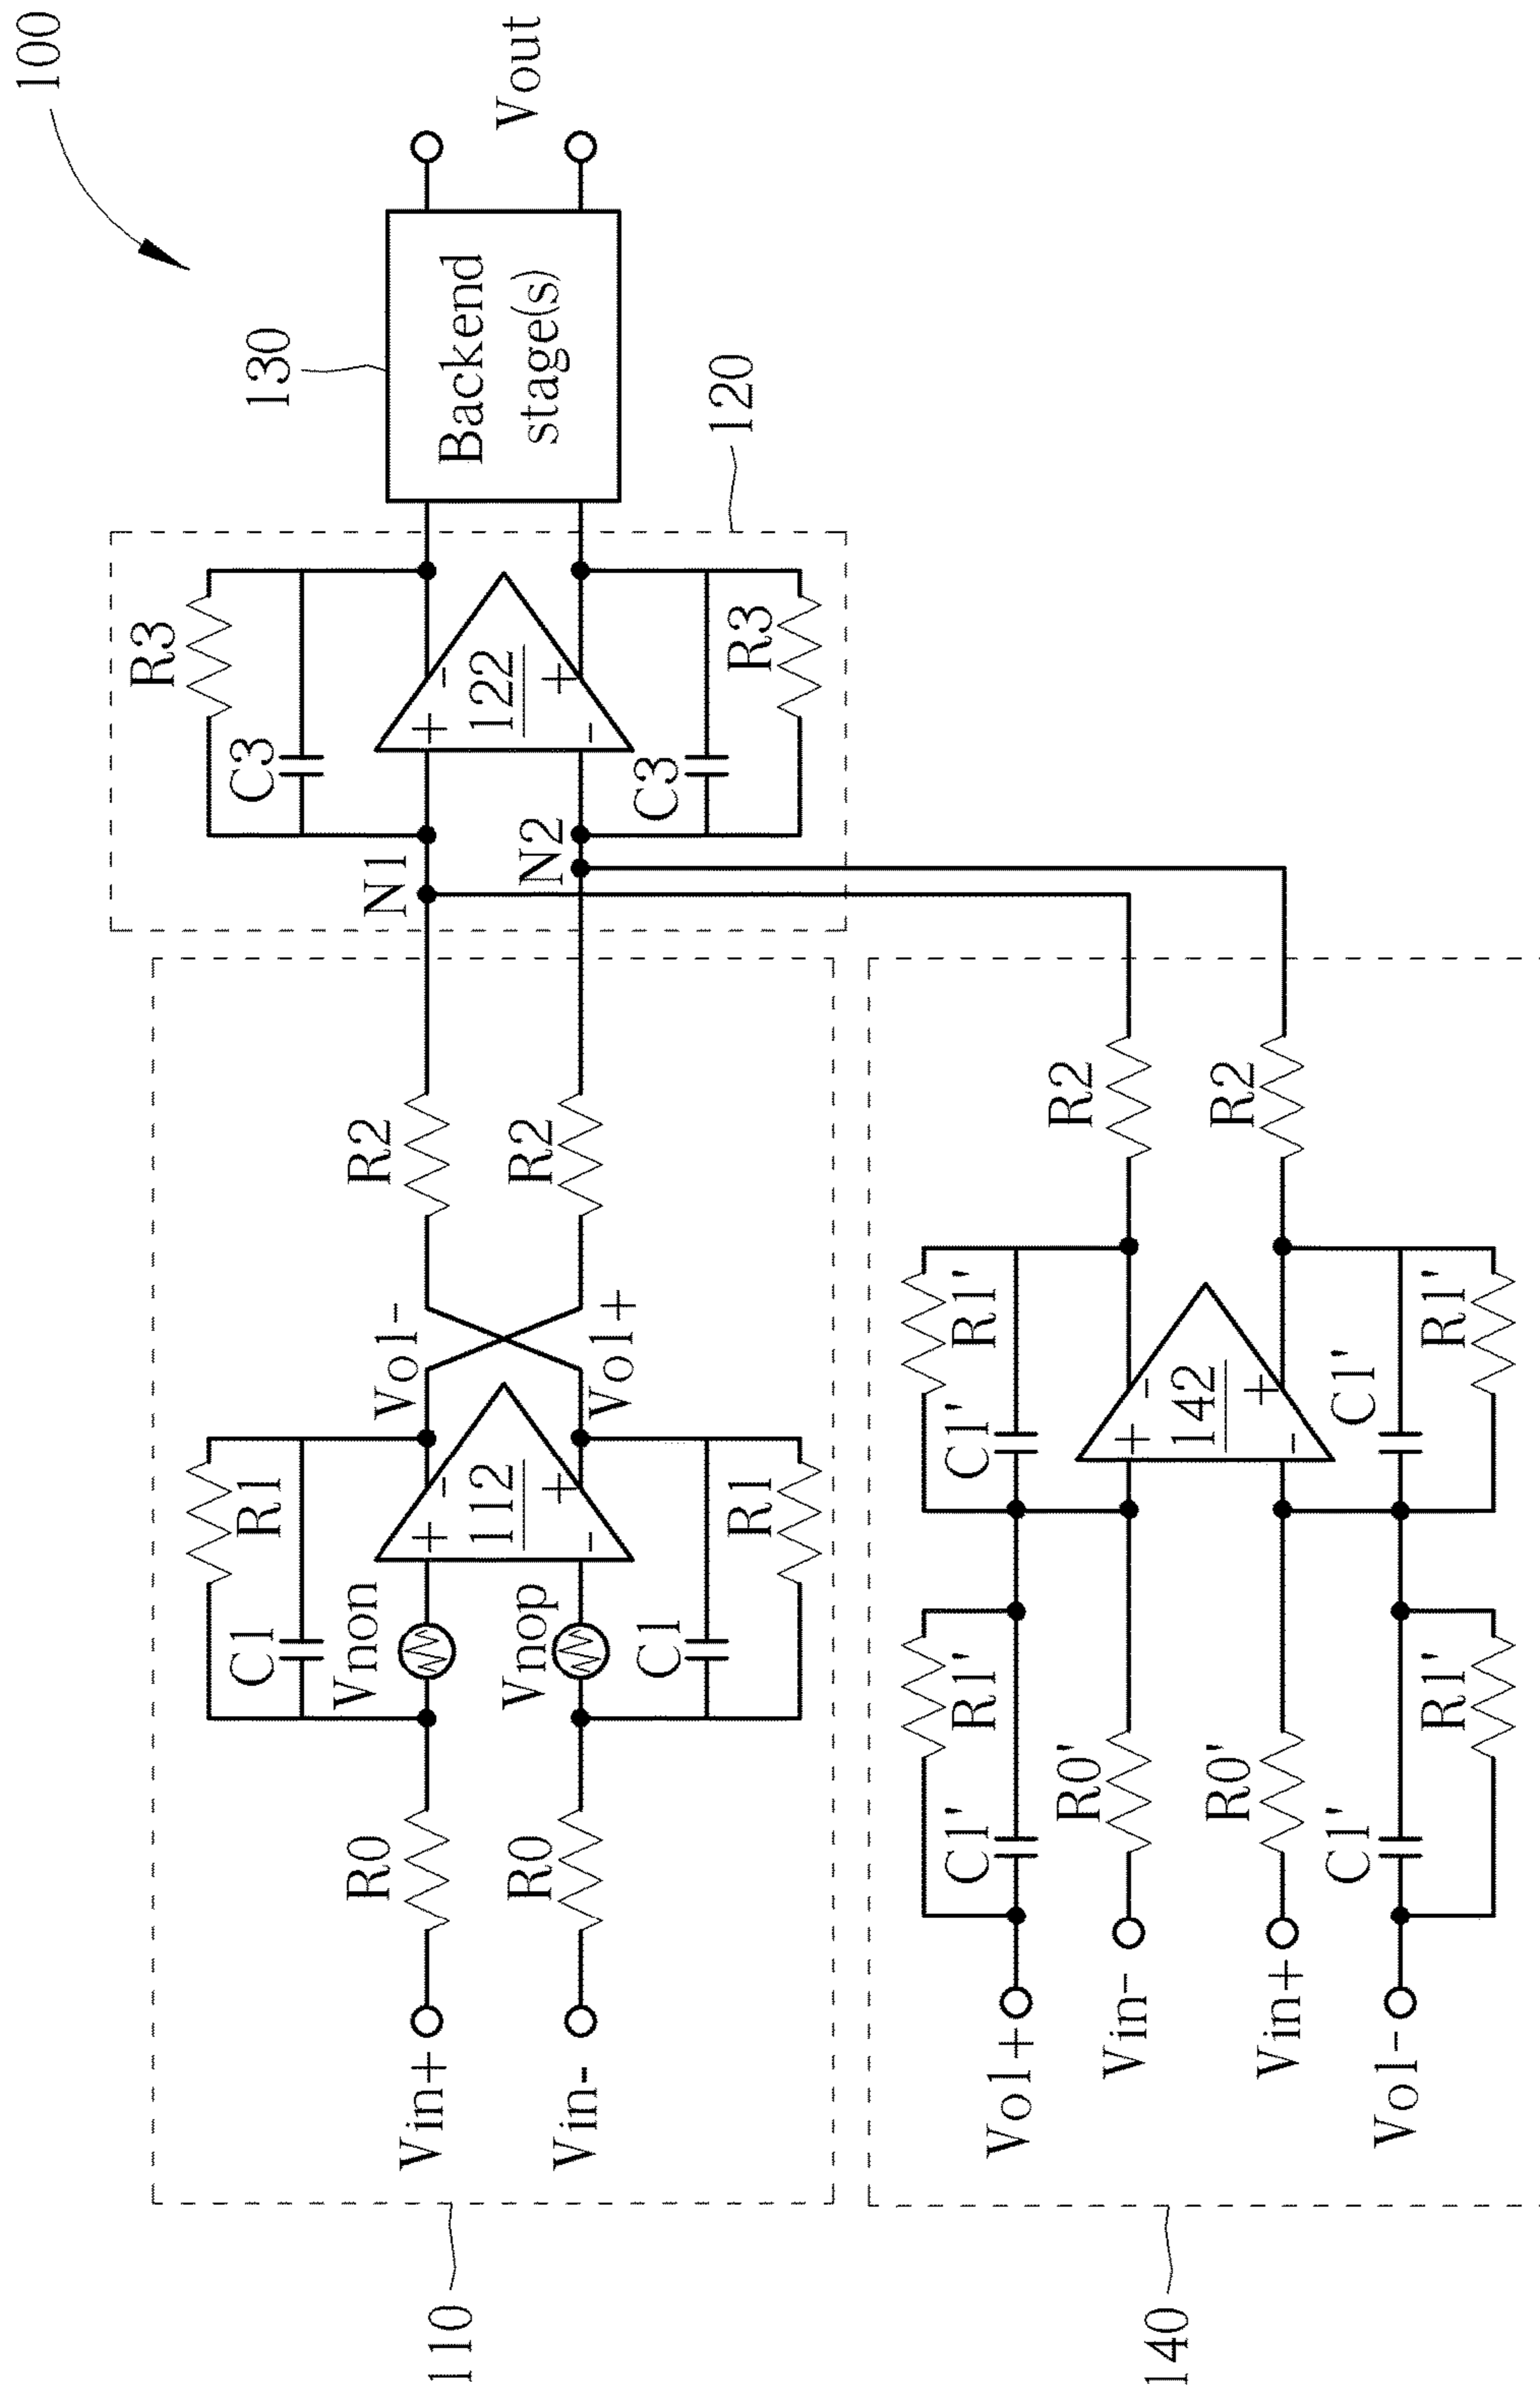 100
130
Backend
stage(s)
Vout
120
R3
C3
122
+
-
-
+
C3
R3
N1
N2
110
Vin+
Vin-
R0
R0
R1
C1
Vnon
Vnop
C1
R1
112
+
-
-
+
Vo1-
Vo1+
R2
R2
140
Vo1+
Vin-
Vin+
Vo1-
C1'
R1'
R0'
R0'
C1'
R1'
C1'
R1'
142
+
-
-
+
C1'
R1'
R2
R2